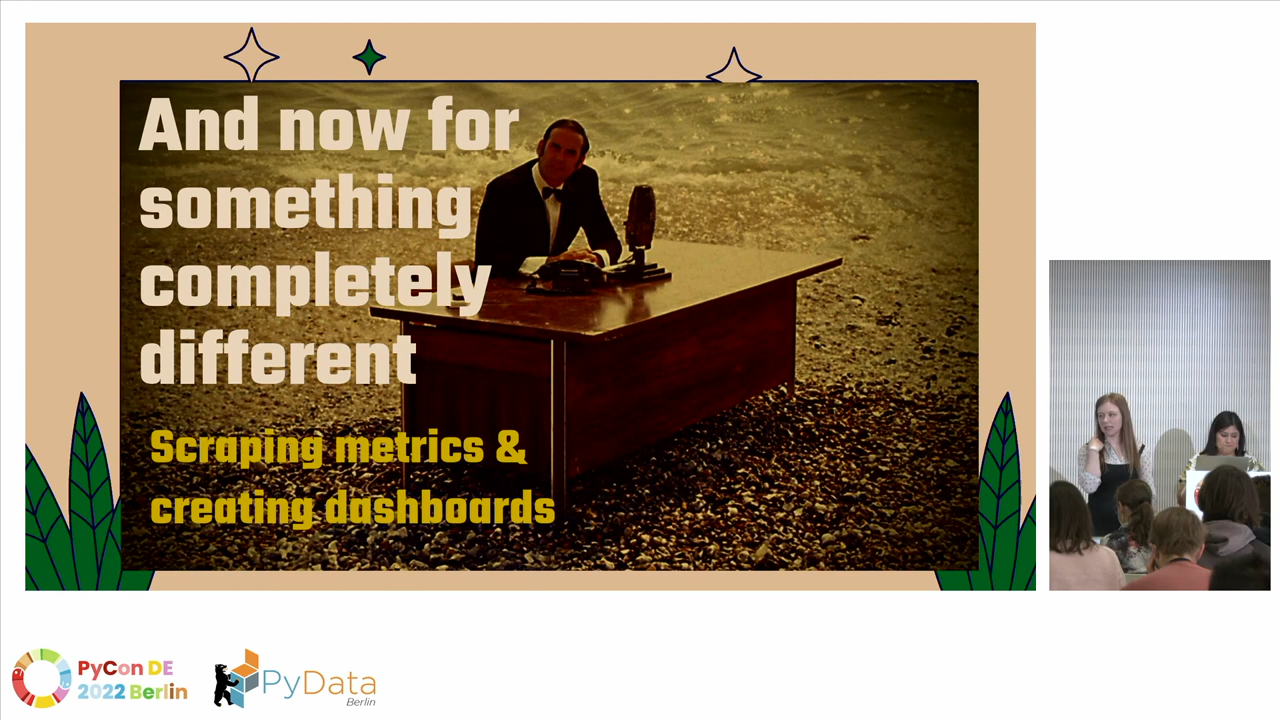 And now for
something
completely
different
Scraping metrics &
creating dashboards
PyCon DE
2022 Berlin
PyData
Berlin